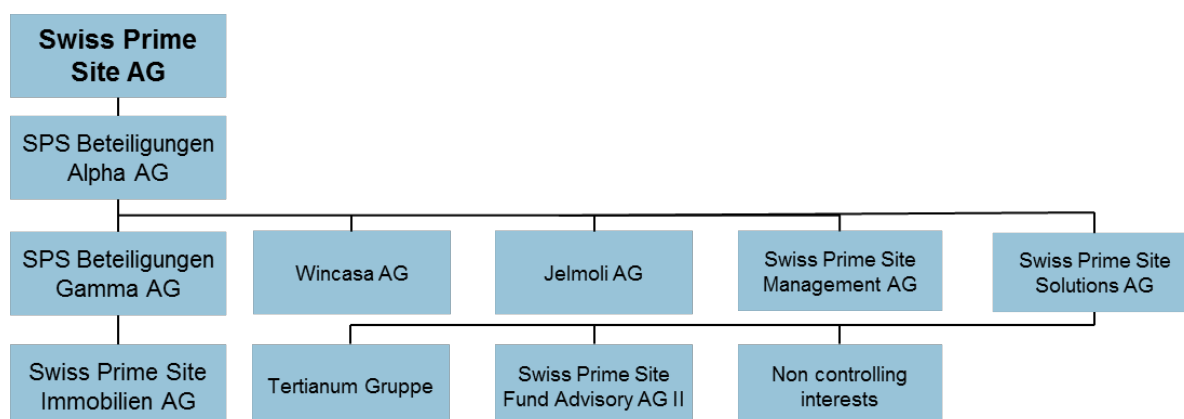 Swiss Prime
Site AG
SPS Beteiligungen
Alpha AG
SPS Beteiligungen
Gamma AG
Wincasa AG
Jelmoli AG
Swiss Prime Site
Management AG
Swiss Prime Site
Solutions AG
Swiss Prime Site
Immobilien AG
Tertianum Gruppe
Swiss Prime Site
Fund Advisory AG II
Non controlling
interests